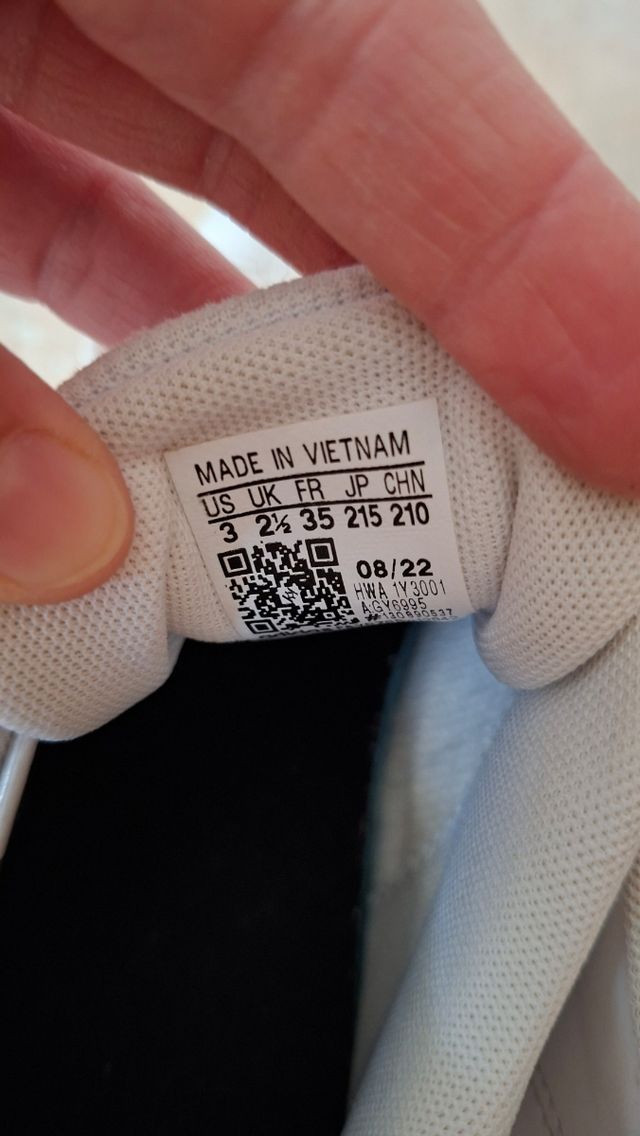 MADE IN VIETNAM
US UK FR JP CHN
3 2½ 35 215 210
08/22
HWA 1Y3001
AGY6995